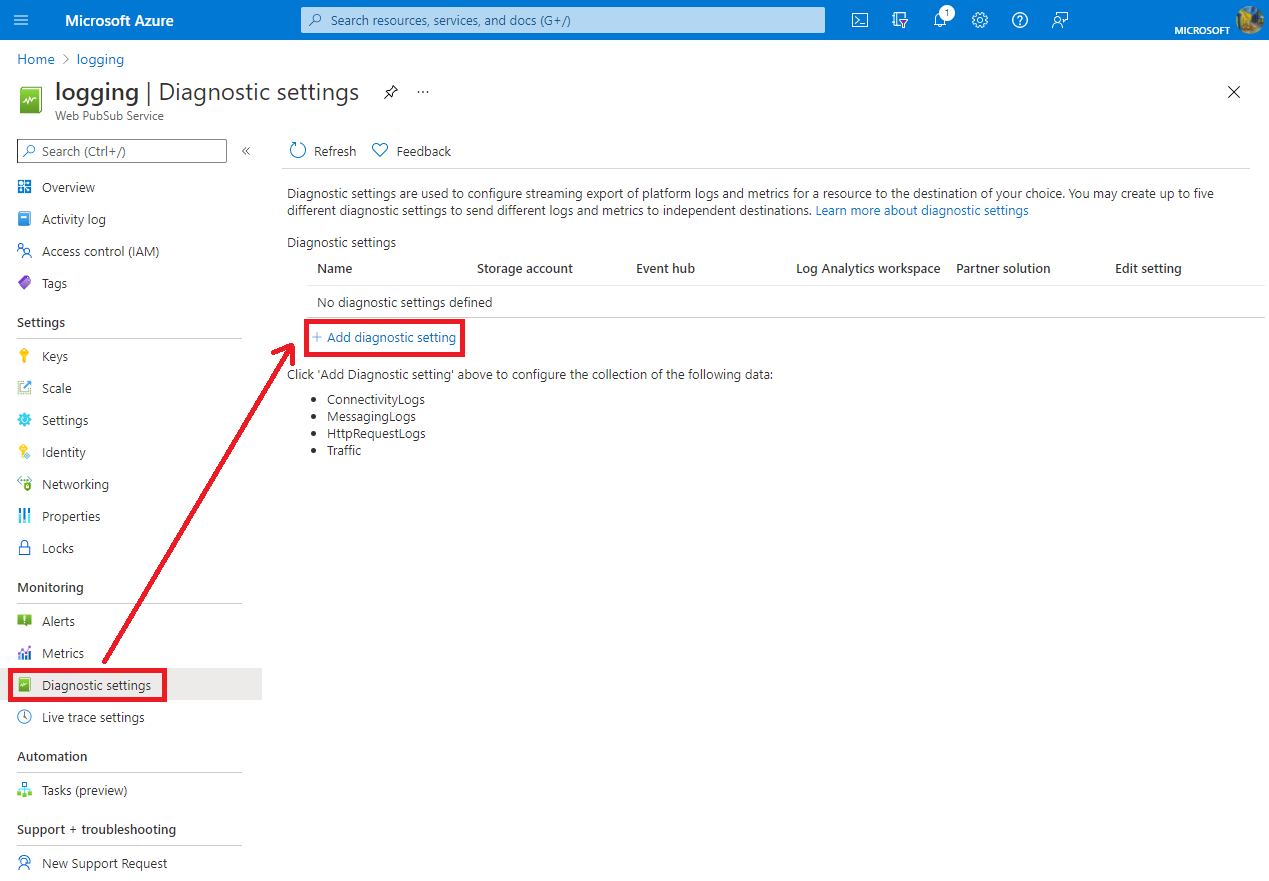 Microsoft Azure
Search resources, services, and docs (G+/)
1
MICROSOFT
Home > logging
logging | Diagnostic settings
...
Web PubSub Service
Search (Ctrl+/)
«
Overview
Activity log
Access control (IAM)
Tags
Settings
Keys
Scale
Settings
Identity
Networking
Properties
Locks
Monitoring
Alerts
Metrics
Diagnostic settings
Live trace settings
Automation
Tasks (preview)
Support + troubleshooting
New Support Request
Refresh
Feedback
Diagnostic settings are used to configure streaming export of platform logs and metrics for a resource to the destination of your choice. You may create up to five
different diagnostic settings to send different logs and metrics to independent destinations. Learn more about diagnostic settings
Diagnostic settings
Name Storage account Event hub Log Analytics workspace Partner solution Edit setting
No diagnostic settings defined
+ Add diagnostic setting
Click 'Add Diagnostic setting' above to configure the collection of the following data:
• ConnectivityLogs
• MessagingLogs
• HttpRequestLogs
• Traffic